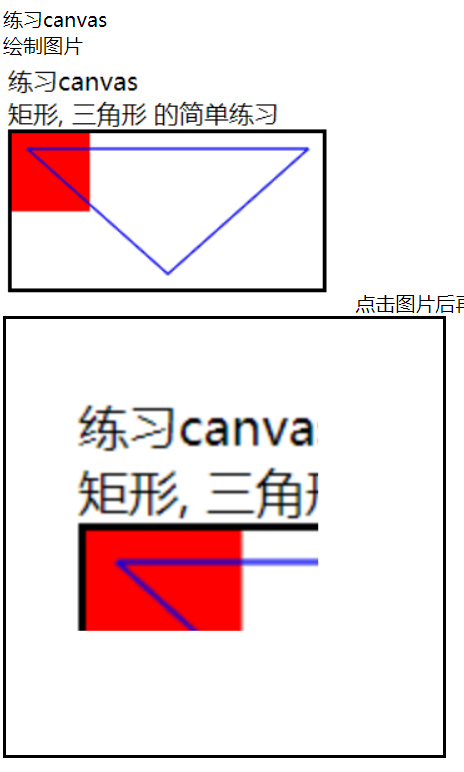 练习canvas
绘制图片
练习canvas
矩形, 三角形 的简单练习
点击图片后
练习canva
矩形, 三角